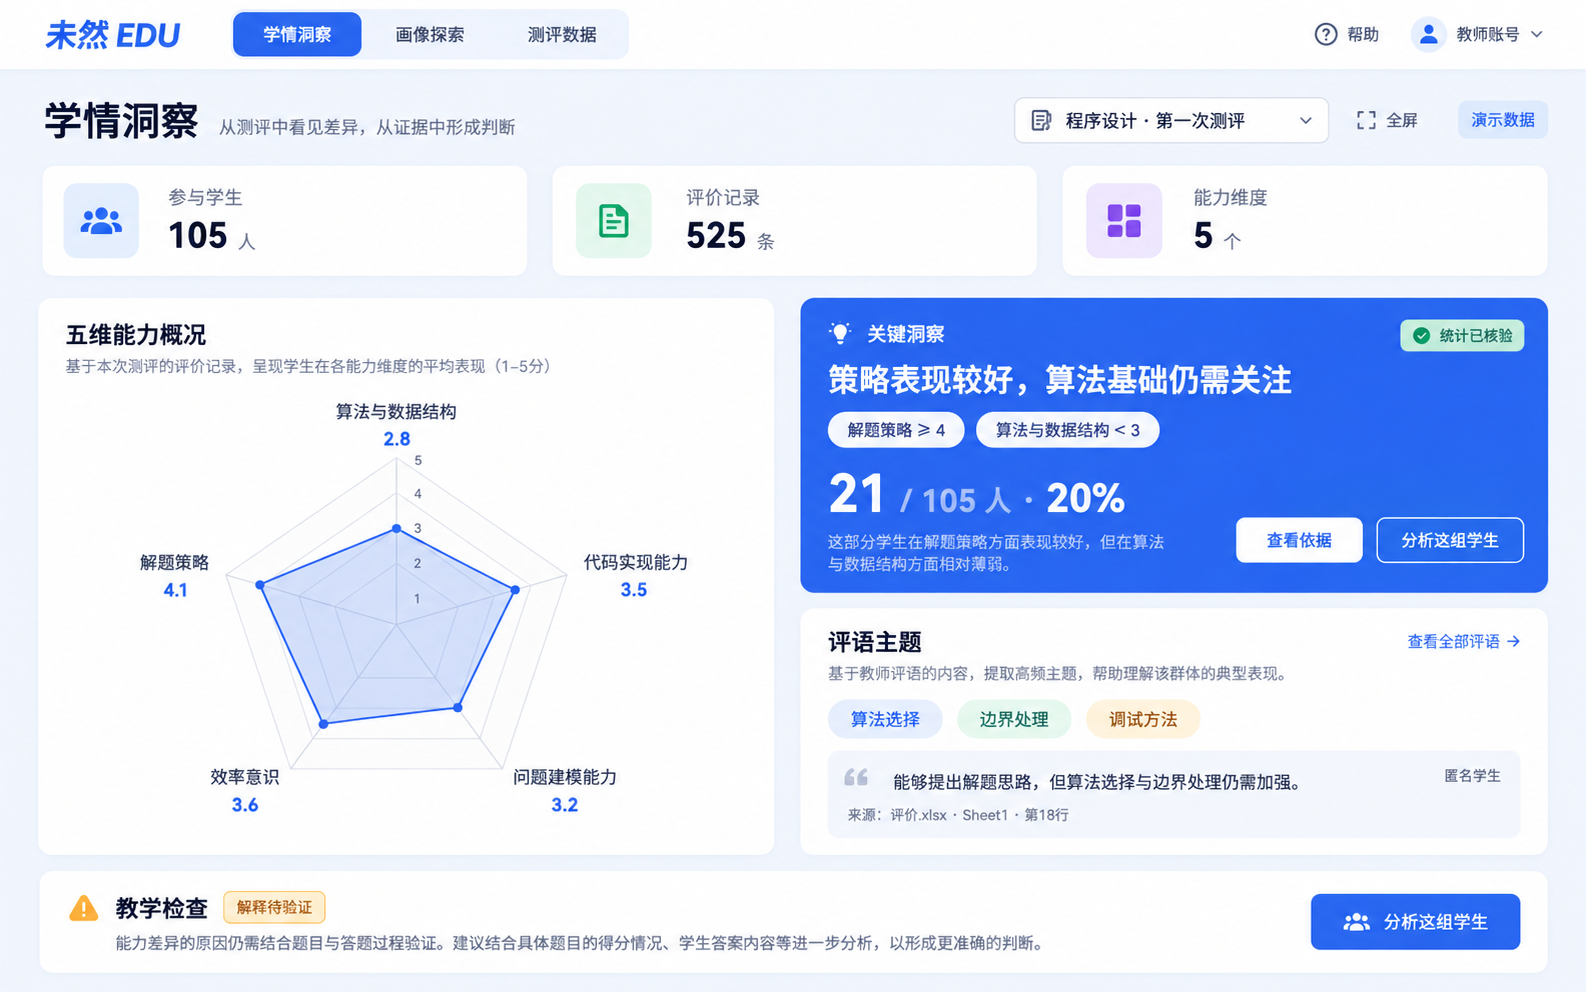 未然 EDU
学情洞察
画像探索
测评数据
帮助
教师账号
学情洞察
从测评中看见差异，从证据中形成判断
程序设计 · 第一次测评
全屏
演示数据
参与学生
105 人
评价记录
525 条
能力维度
5 个
五维能力概况
基于本次测评的评价记录，呈现学生在各能力维度的平均表现（1–5分）
算法与数据结构
2.8
5
4
3
2
1
解题策略
4.1
代码实现能力
3.5
效率意识
3.6
问题建模能力
3.2
关键洞察
统计已核验
策略表现较好，算法基础仍需关注
解题策略 ≥ 4
算法与数据结构 < 3
21 / 105 人 · 20%
这部分学生在解题策略方面表现较好，但在算法
与数据结构方面相对薄弱。
查看依据
分析这组学生
评语主题
查看全部评语 →
基于教师评语的内容，提取高频主题，帮助理解该群体的典型表现。
算法选择
边界处理
调试方法
能够提出解题思路，但算法选择与边界处理仍需加强。
匿名学生
来源：评价.xlsx · Sheet1 · 第18行
教学检查
解释待验证
能力差异的原因仍需结合题目与答题过程验证。建议结合具体题目的得分情况、学生答案内容等进一步分析，以形成更准确的判断。
分析这组学生